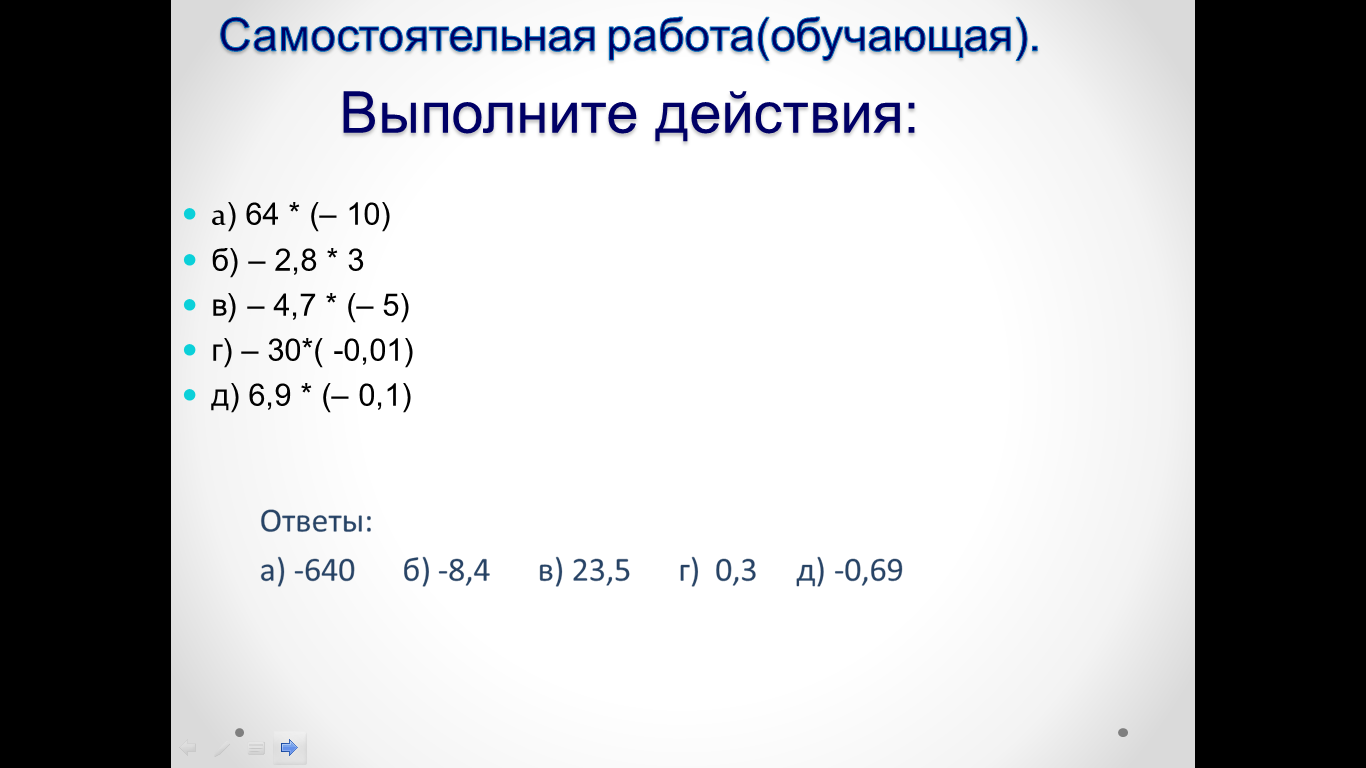 Самостоятельная работа(обучающая).
Выполните действия:
а) 64 * (– 10)
б) – 2,8 * 3
в) – 4,7 * (– 5)
г) – 30*( -0,01)
д) 6,9 * (– 0,1)
Ответы:
а) -640 б) -8,4 в) 23,5 г) 0,3 д) -0,69